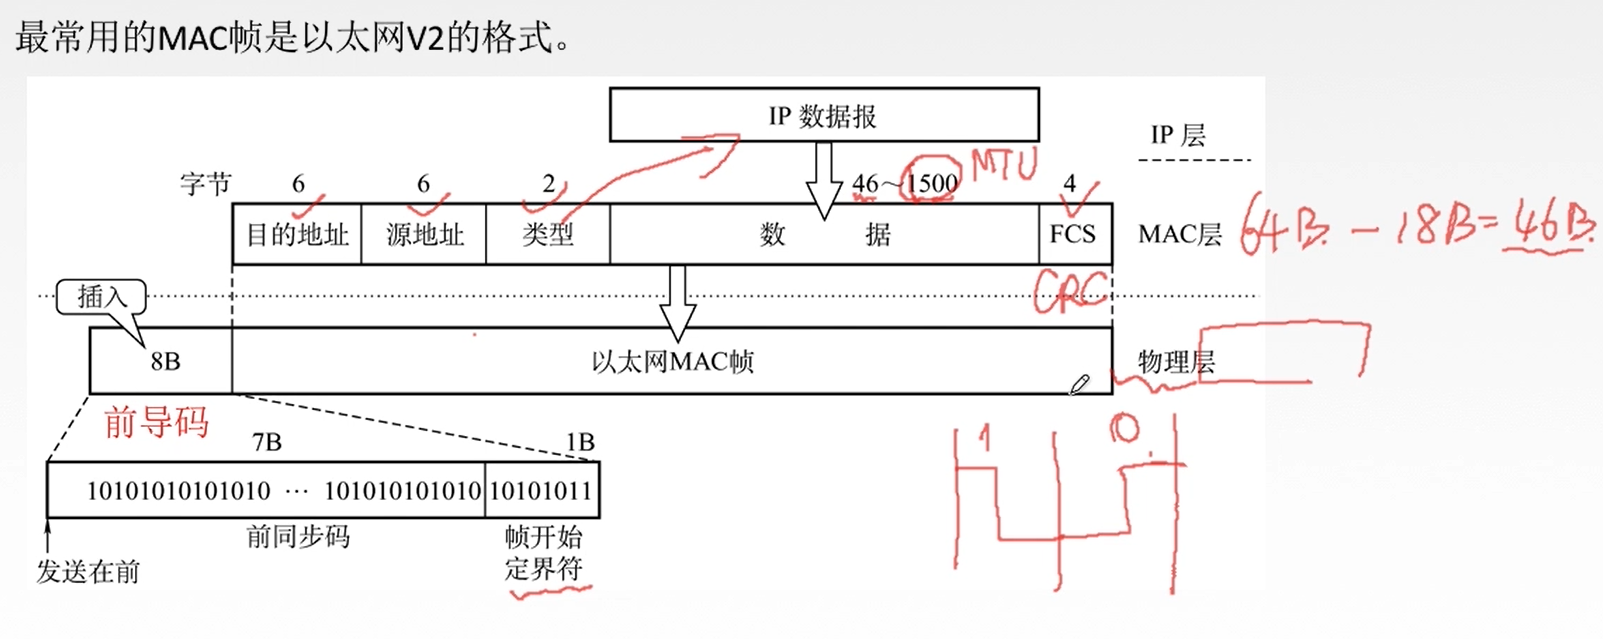 最常用的MAC帧是以太网V2的格式。
IP 数据报
IP 层
MTU
字节 6 6 2 46~1500 4
目的地址 源地址 类型 数 据 FCS MAC层 64B - 18B = 46B
CRC
插入
8B 以太网MAC帧 物理层
前导码
1 0
7B 1B
10101010101010 ··· 101010101010 10101011
前同步码 帧开始
定界符
发送在前